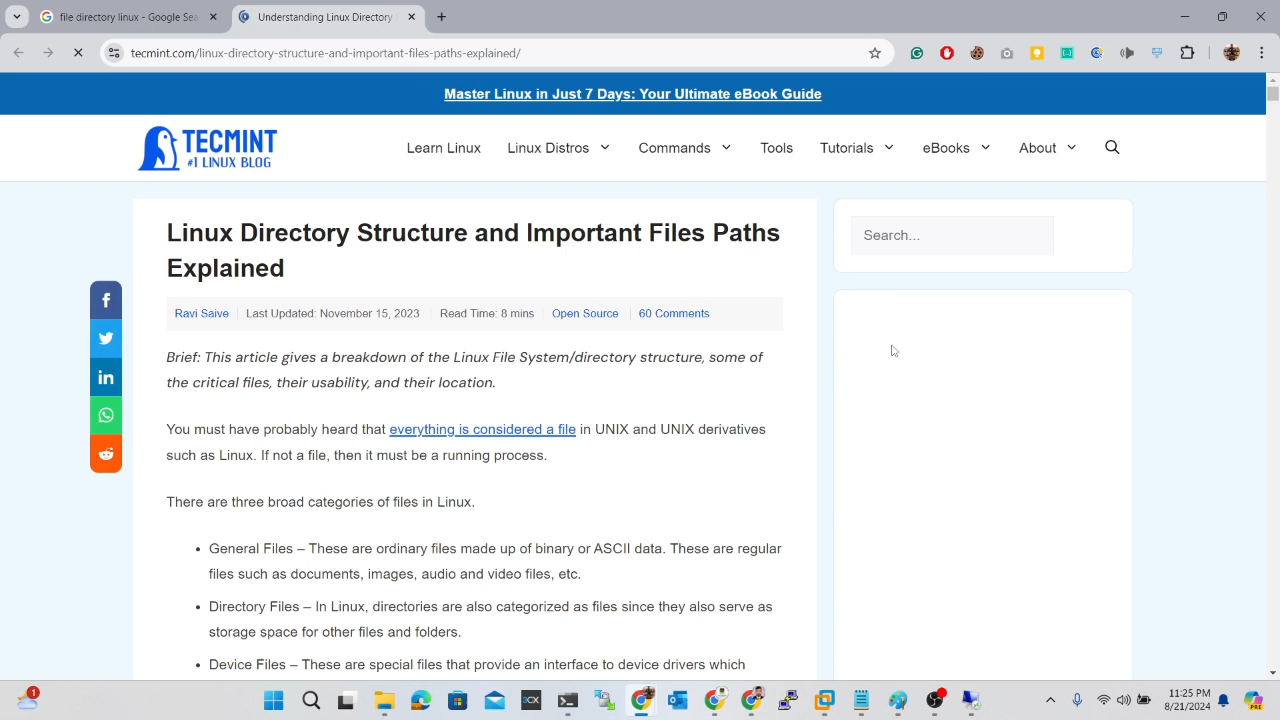 file directory linux - Google Sea
Understanding Linux Directory
tecmint.com/linux-directory-structure-and-important-files-paths-explained/
Master Linux in Just 7 Days: Your Ultimate eBook Guide
TECMINT
#1 LINUX BLOG
Learn Linux
Linux Distros
Commands
Tools
Tutorials
eBooks
About
Linux Directory Structure and Important Files Paths
Explained
Search...
Ravi Saive
Last Updated: November 15, 2023
Read Time: 8 mins
Open Source
60 Comments
Brief: This article gives a breakdown of the Linux File System/directory structure, some of
the critical files, their usability, and their location.
You must have probably heard that everything is considered a file in UNIX and UNIX derivatives
such as Linux. If not a file, then it must be a running process.
There are three broad categories of files in Linux.
• General Files – These are ordinary files made up of binary or ASCII data. These are regular
files such as documents, images, audio and video files, etc.
• Directory Files – In Linux, directories are also categorized as files since they also serve as
storage space for other files and folders.
• Device Files – These are special files that provide an interface to device drivers which
1
11:25 PM
8/21/2024
PRE